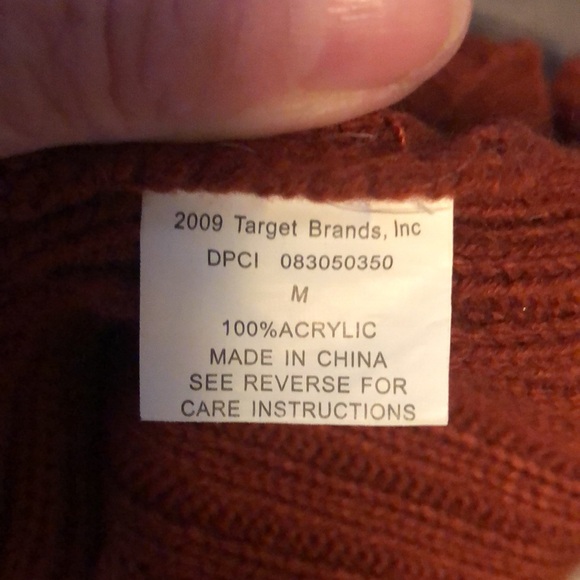 2009 Target Brands, Inc
DPCI 083050350
M
100%ACRYLIC
MADE IN CHINA
SEE REVERSE FOR
CARE INSTRUCTIONS